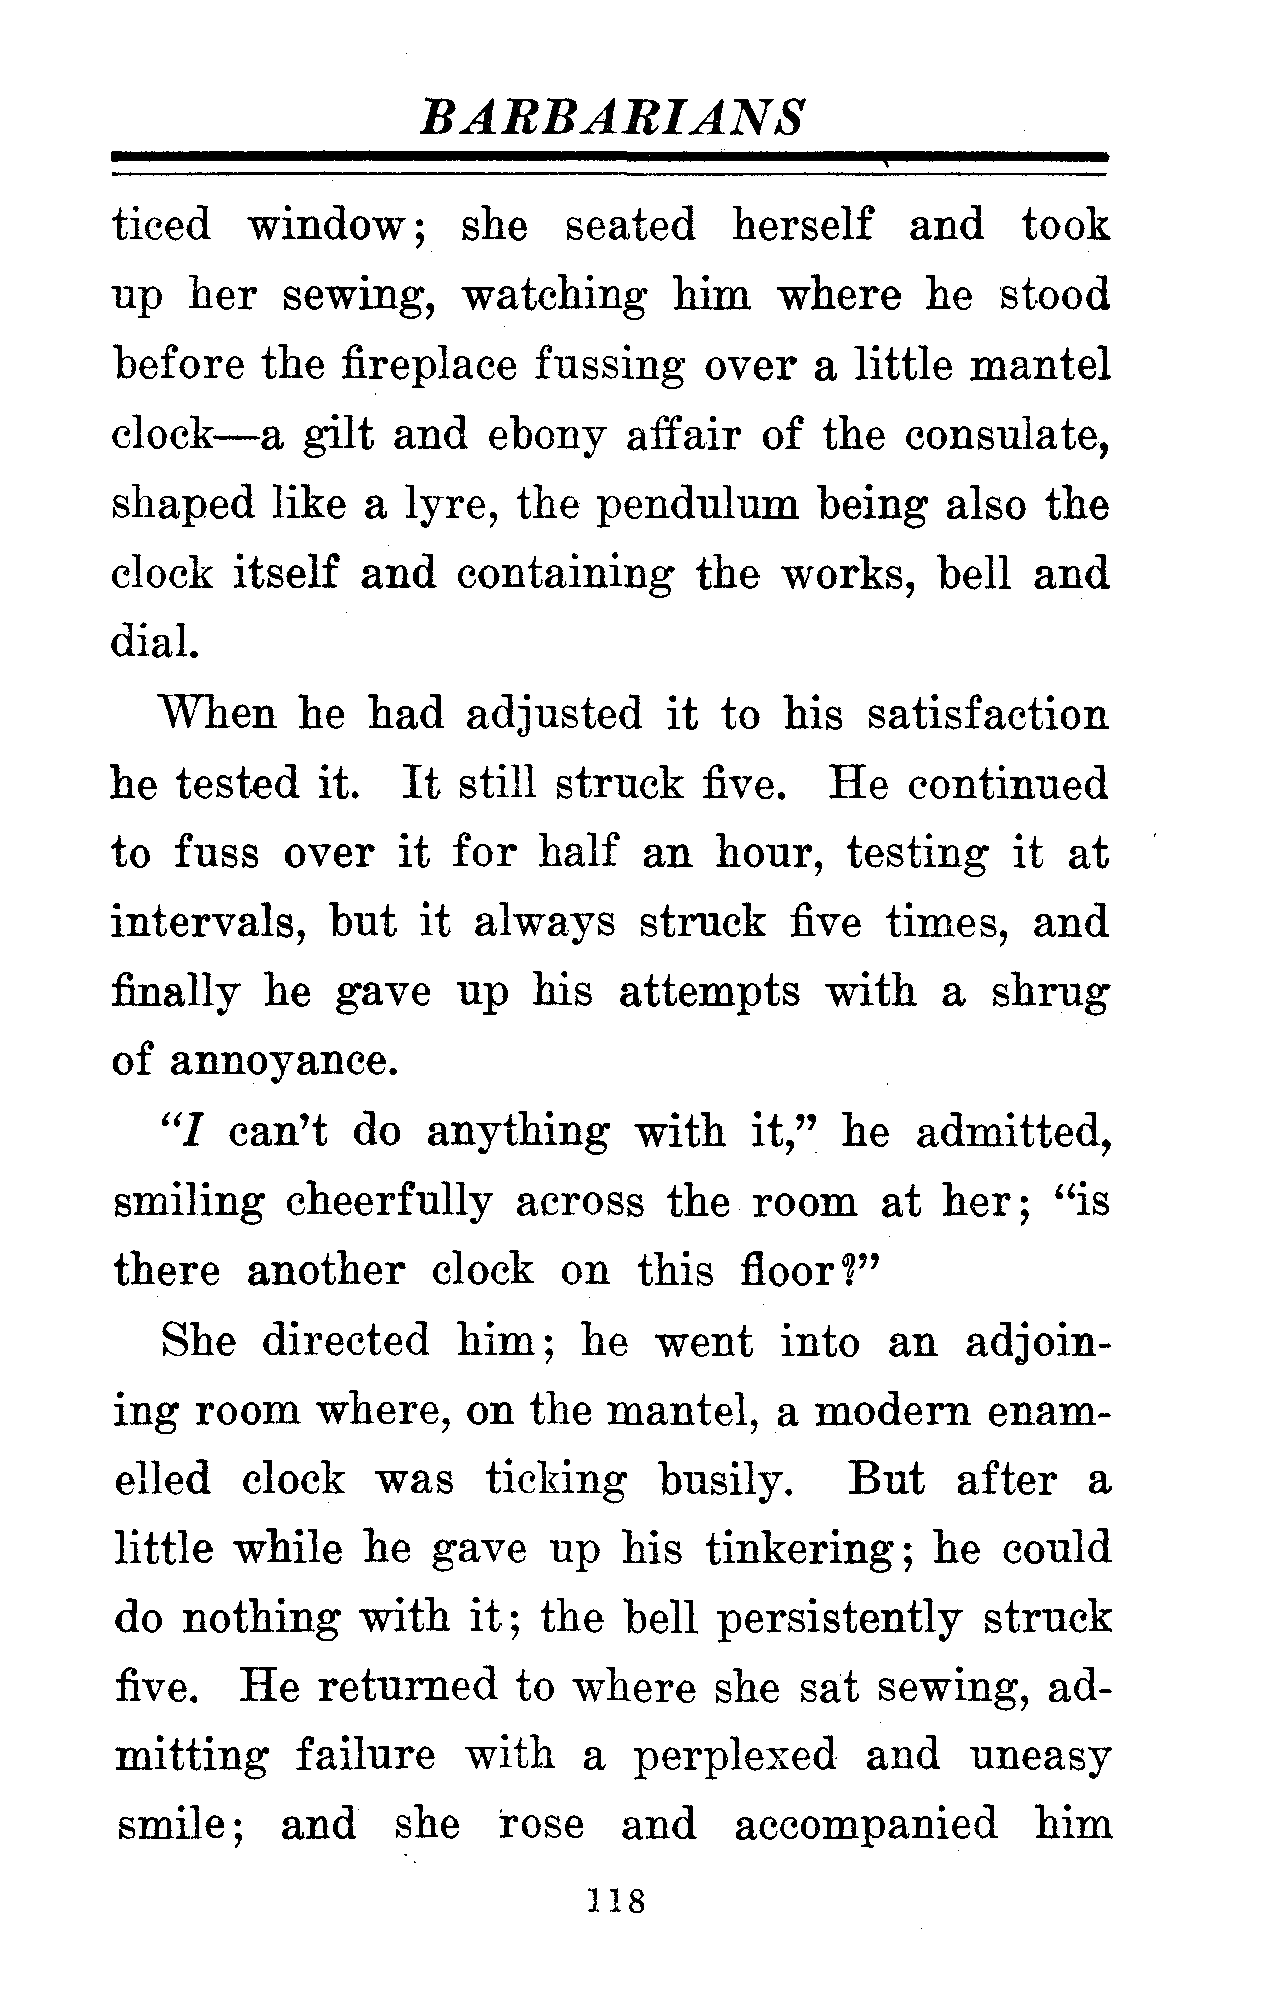 BARBARIANS
ticed window; she seated herself and took
up her sewing, watching him where he stood
before the fireplace fussing over a little mantel
clock—a gilt and ebony affair of the consulate,
shaped like a lyre, the pendulum being also the
clock itself and containing the works, bell and
dial.
When he had adjusted it to his satisfaction
he tested it. It still struck five. He continued
to fuss over it for half an hour, testing it at
intervals, but it always struck five times, and
finally he gave up his attempts with a shrug
of annoyance.
"I can't do anything with it," he admitted,
smiling cheerfully across the room at her; "is
there another clock on this floor?"
She directed him; he went into an adjoin-
ing room where, on the mantel, a modern enam-
elled clock was ticking busily. But after a
little while he gave up his tinkering; he could
do nothing with it; the bell persistently struck
five. He returned to where she sat sewing, ad-
mitting failure with a perplexed and uneasy
smile; and she rose and accompanied him
118